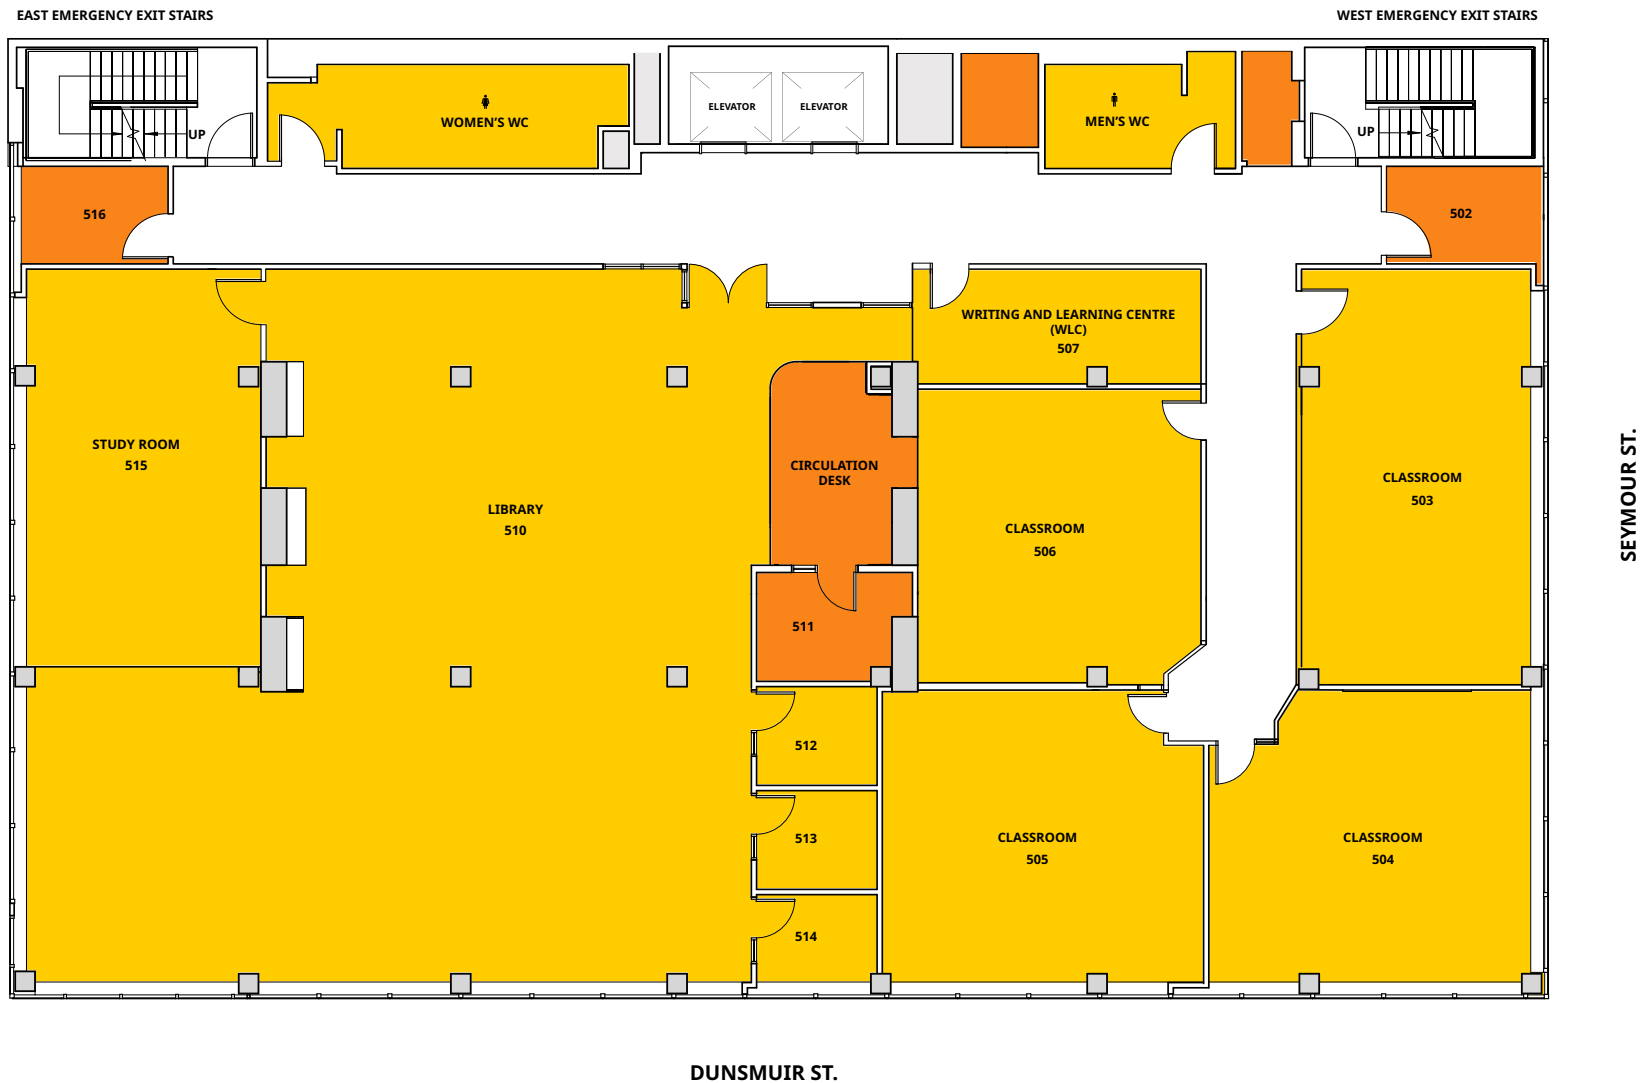 EAST EMERGENCY EXIT STAIRS
WEST EMERGENCY EXIT STAIRS
UP
WOMEN'S WC
ELEVATOR
ELEVATOR
MEN'S WC
UP
516
502
WRITING AND LEARNING CENTRE
(WLC)
507
STUDY ROOM
515
LIBRARY
510
CIRCULATION
DESK
CLASSROOM
506
CLASSROOM
503
SEYMOUR ST.
511
512
513
514
CLASSROOM
505
CLASSROOM
504
DUNSMUIR ST.